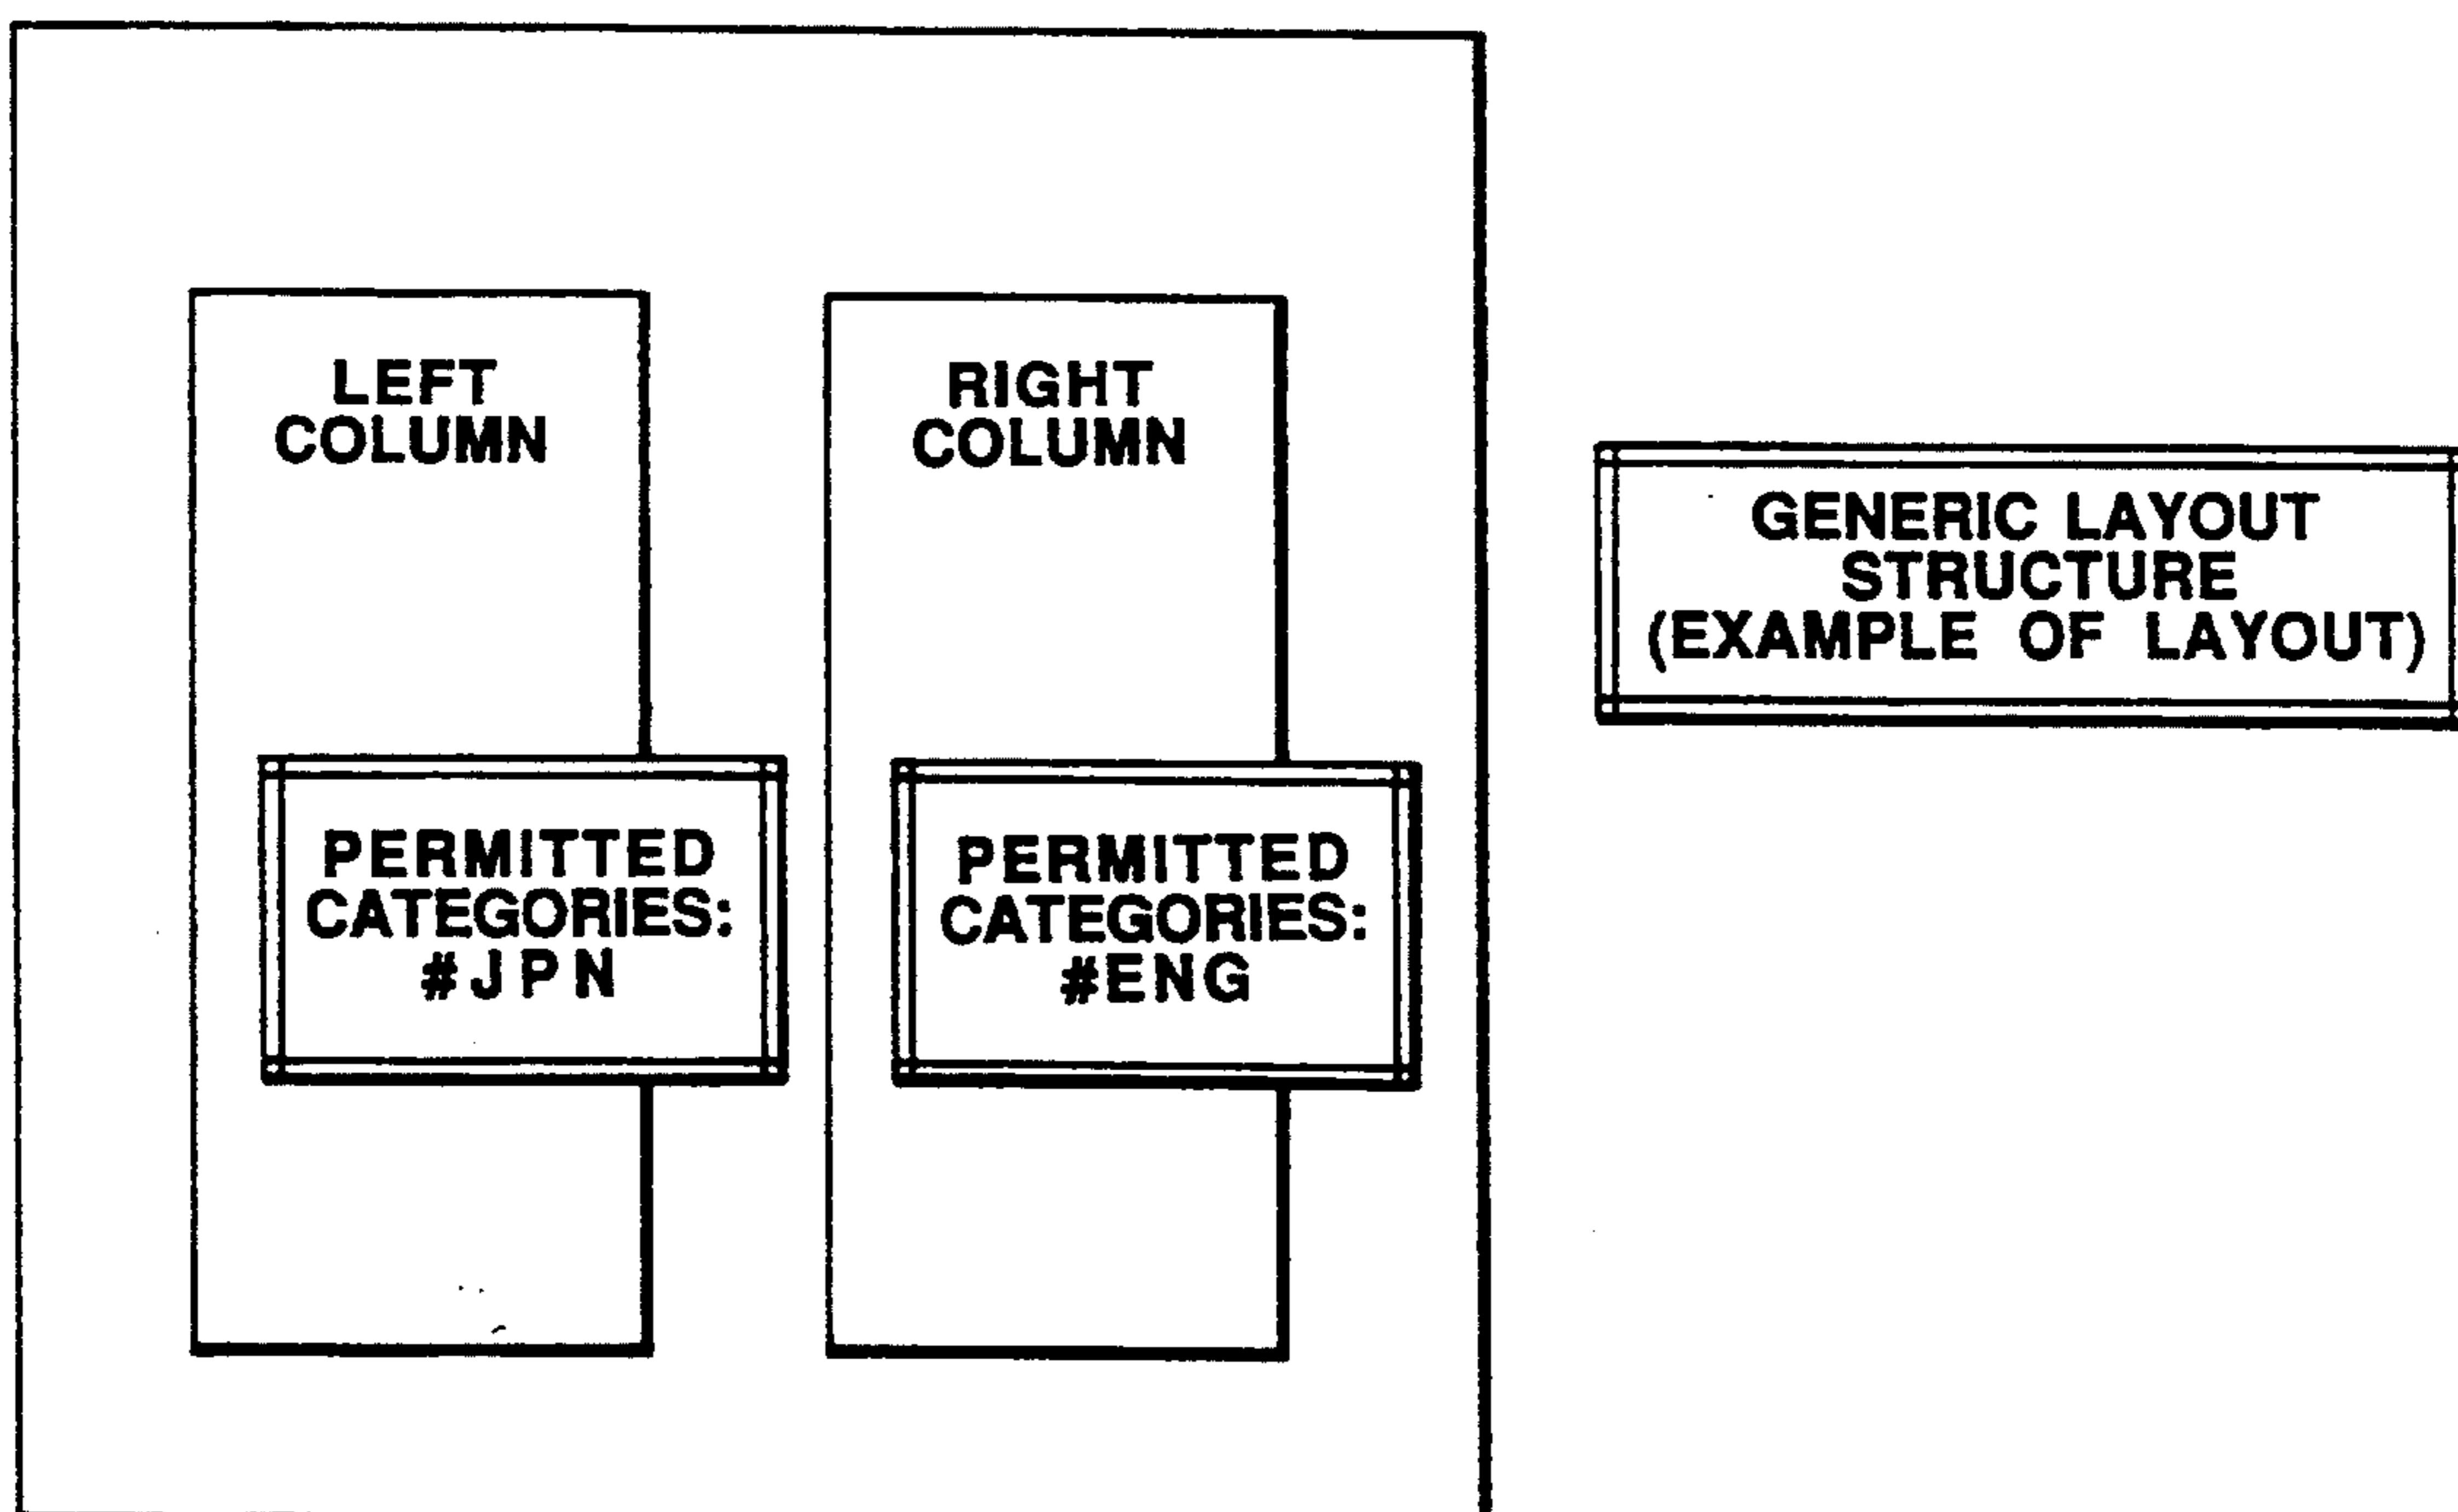 LEFT
COLUMN
RIGHT
COLUMN
PERMITTED
CATEGORIES:
#JPN
PERMITTED
CATEGORIES:
#ENG
GENERIC LAYOUT
STRUCTURE
(EXAMPLE OF LAYOUT)